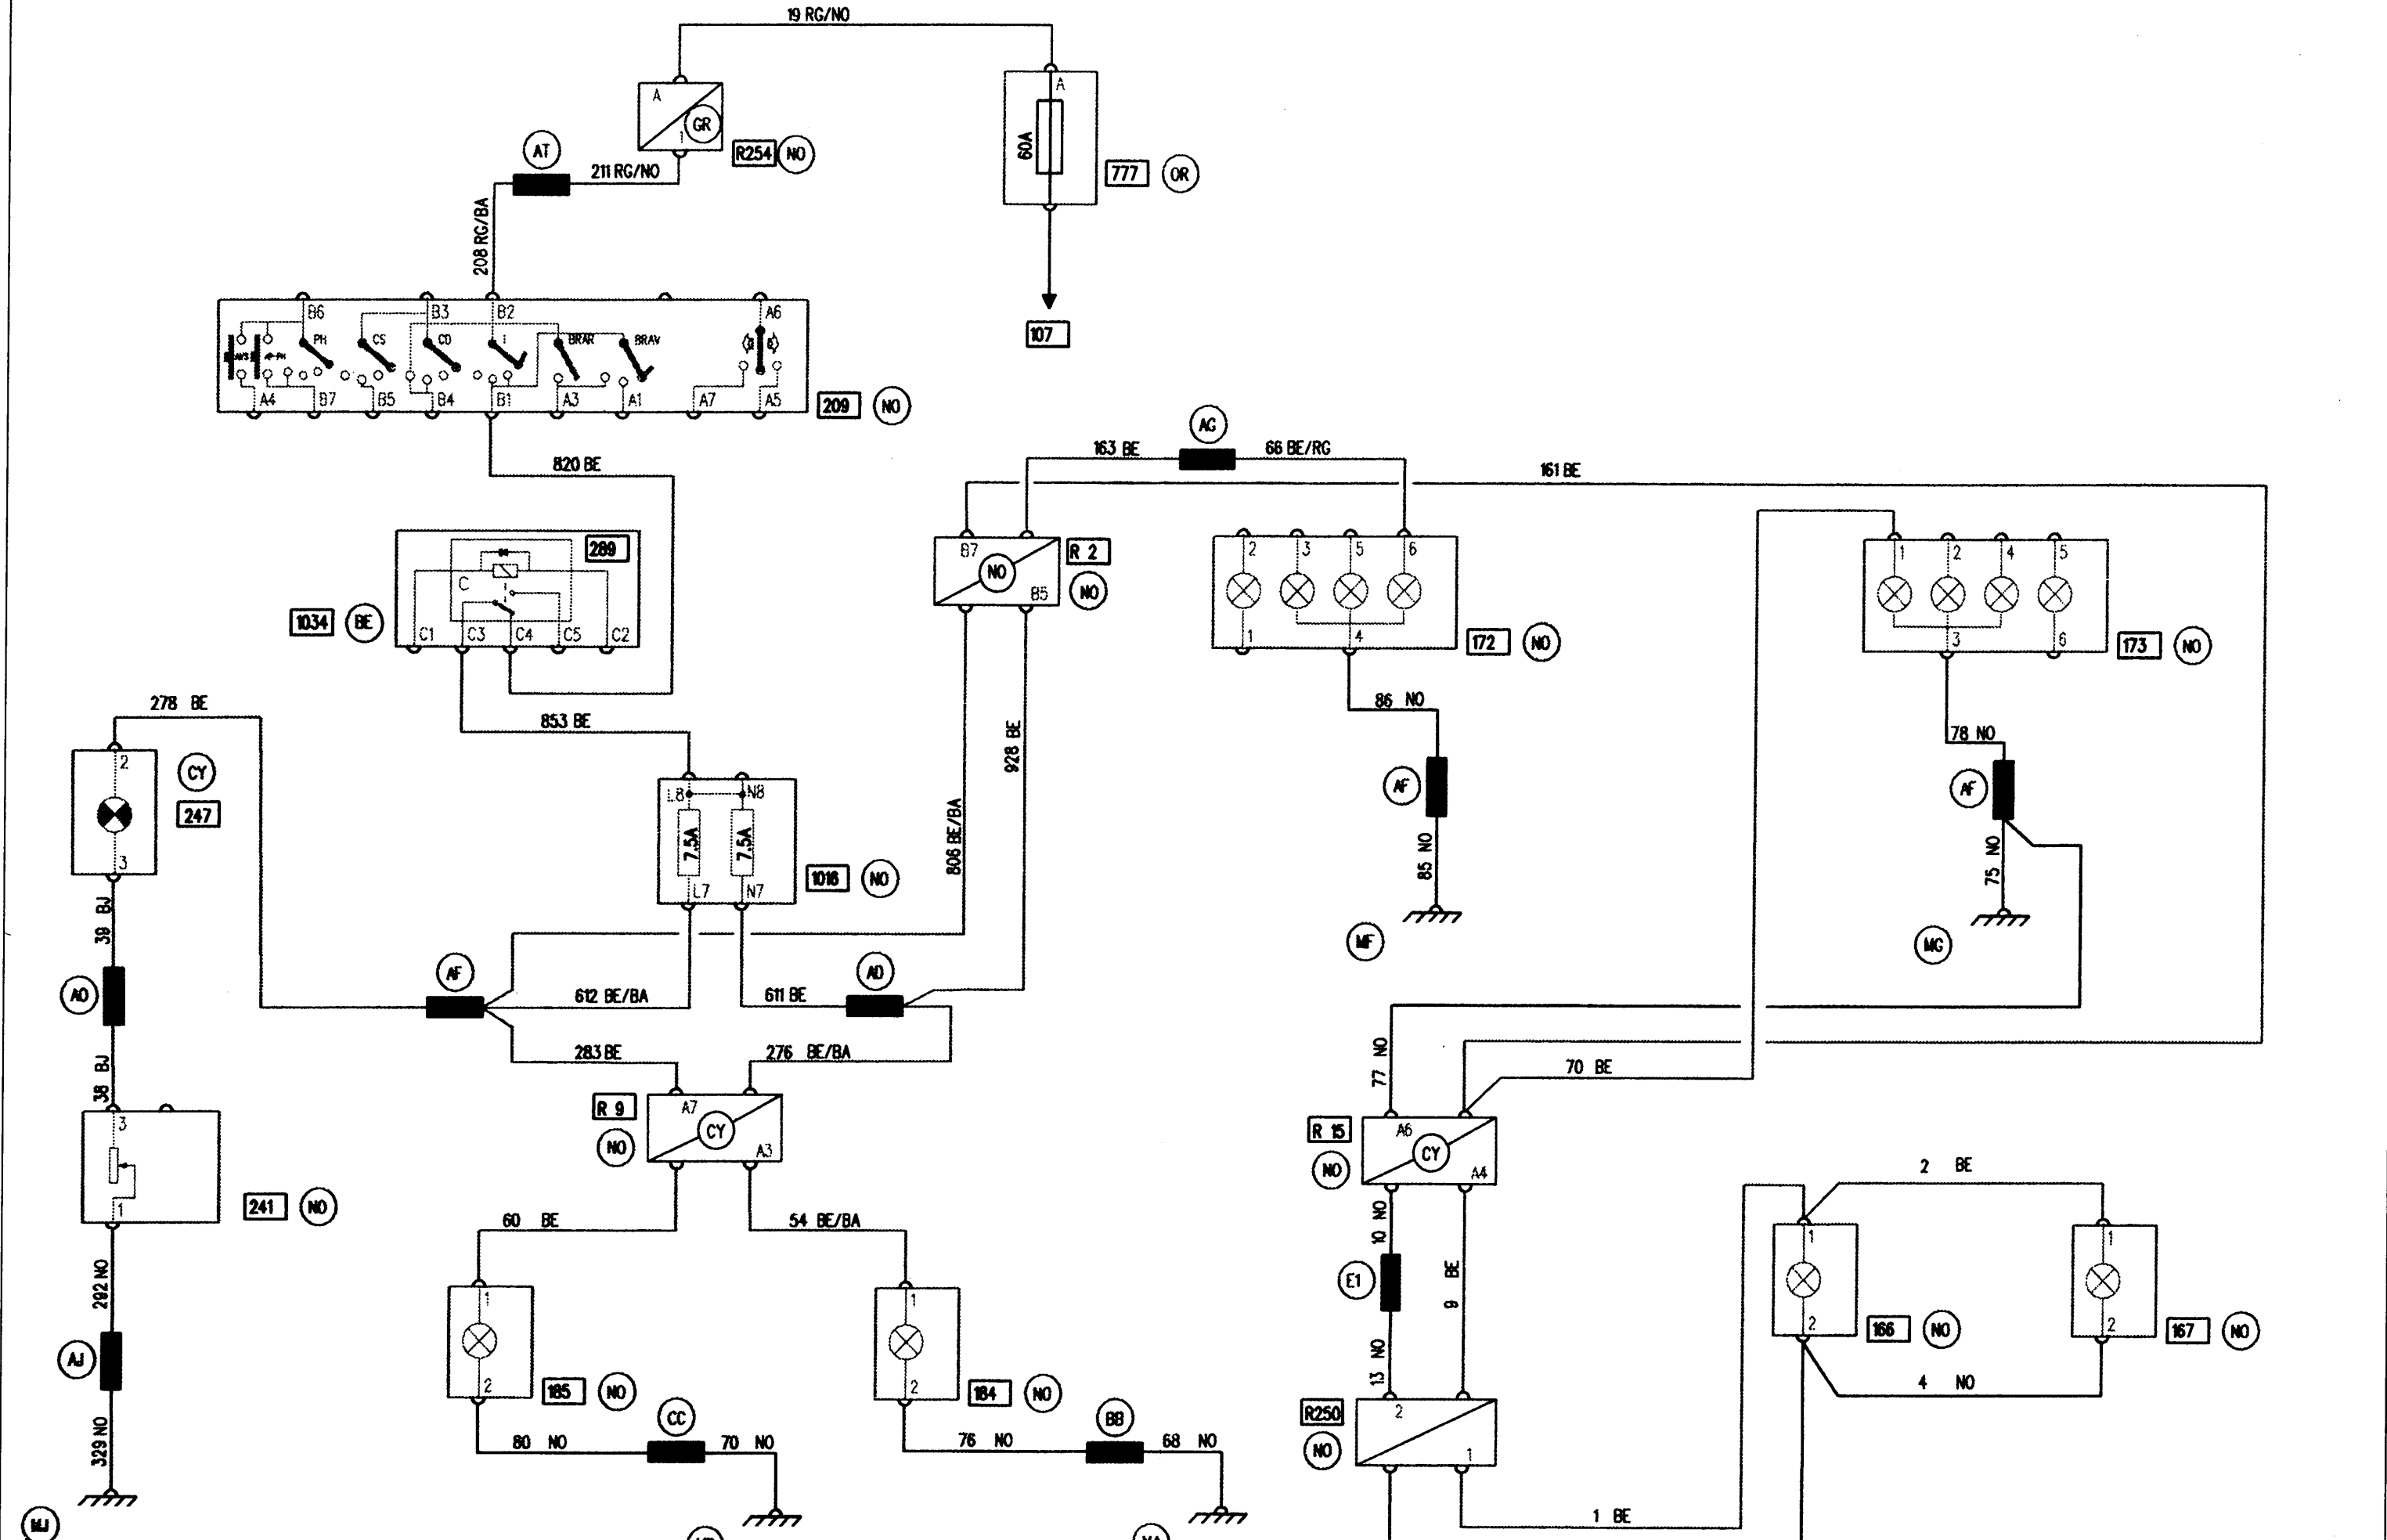 19 RG/NO
A
GR
1
R254 NO
A
60A
777 OR
AT
211 RG/NO
208 RG/BA
107
B6 B3 B2 A6
PH CS CD I BRAR BRAV
A4 B7 B5 B4 B1 A3 A1 A7 A5
209 NO
820 BE
AG
163 BE 66 BE/RG
161 BE
289
C
1034 BE
C1 C3 C4 C5 C2
B7
NO
B5
R 2
NO
2 3 5 6
1 4
172 NO
1 2 4 5
3 6
173 NO
278 BE
853 BE
86 NO
78 NO
928 BE
806 BE/BA
2
CY
247
3
L8 N8
7.5A 7.5A
L7 N7
1016 NO
AF
85 NO
MF
AF
75 NO
MG
39 BJ
AO
38 BJ
AF
612 BE/BA
611 BE
AD
283 BE
276 BE/BA
77 NO
70 BE
R 9
NO
A7
CY
A3
R 15
NO
A6
CY
A4
3
1
241 NO
60 BE
54 BE/BA
10 NO
E1
9 BE
13 NO
2 BE
1
2
166 NO
1
2
167 NO
4 NO
292 NO
AJ
329 NO
MJ
1
2
185 NO
CC
80 NO 70 NO
1
2
184 NO
BB
76 NO 68 NO
R250
NO
2
1
1 BE